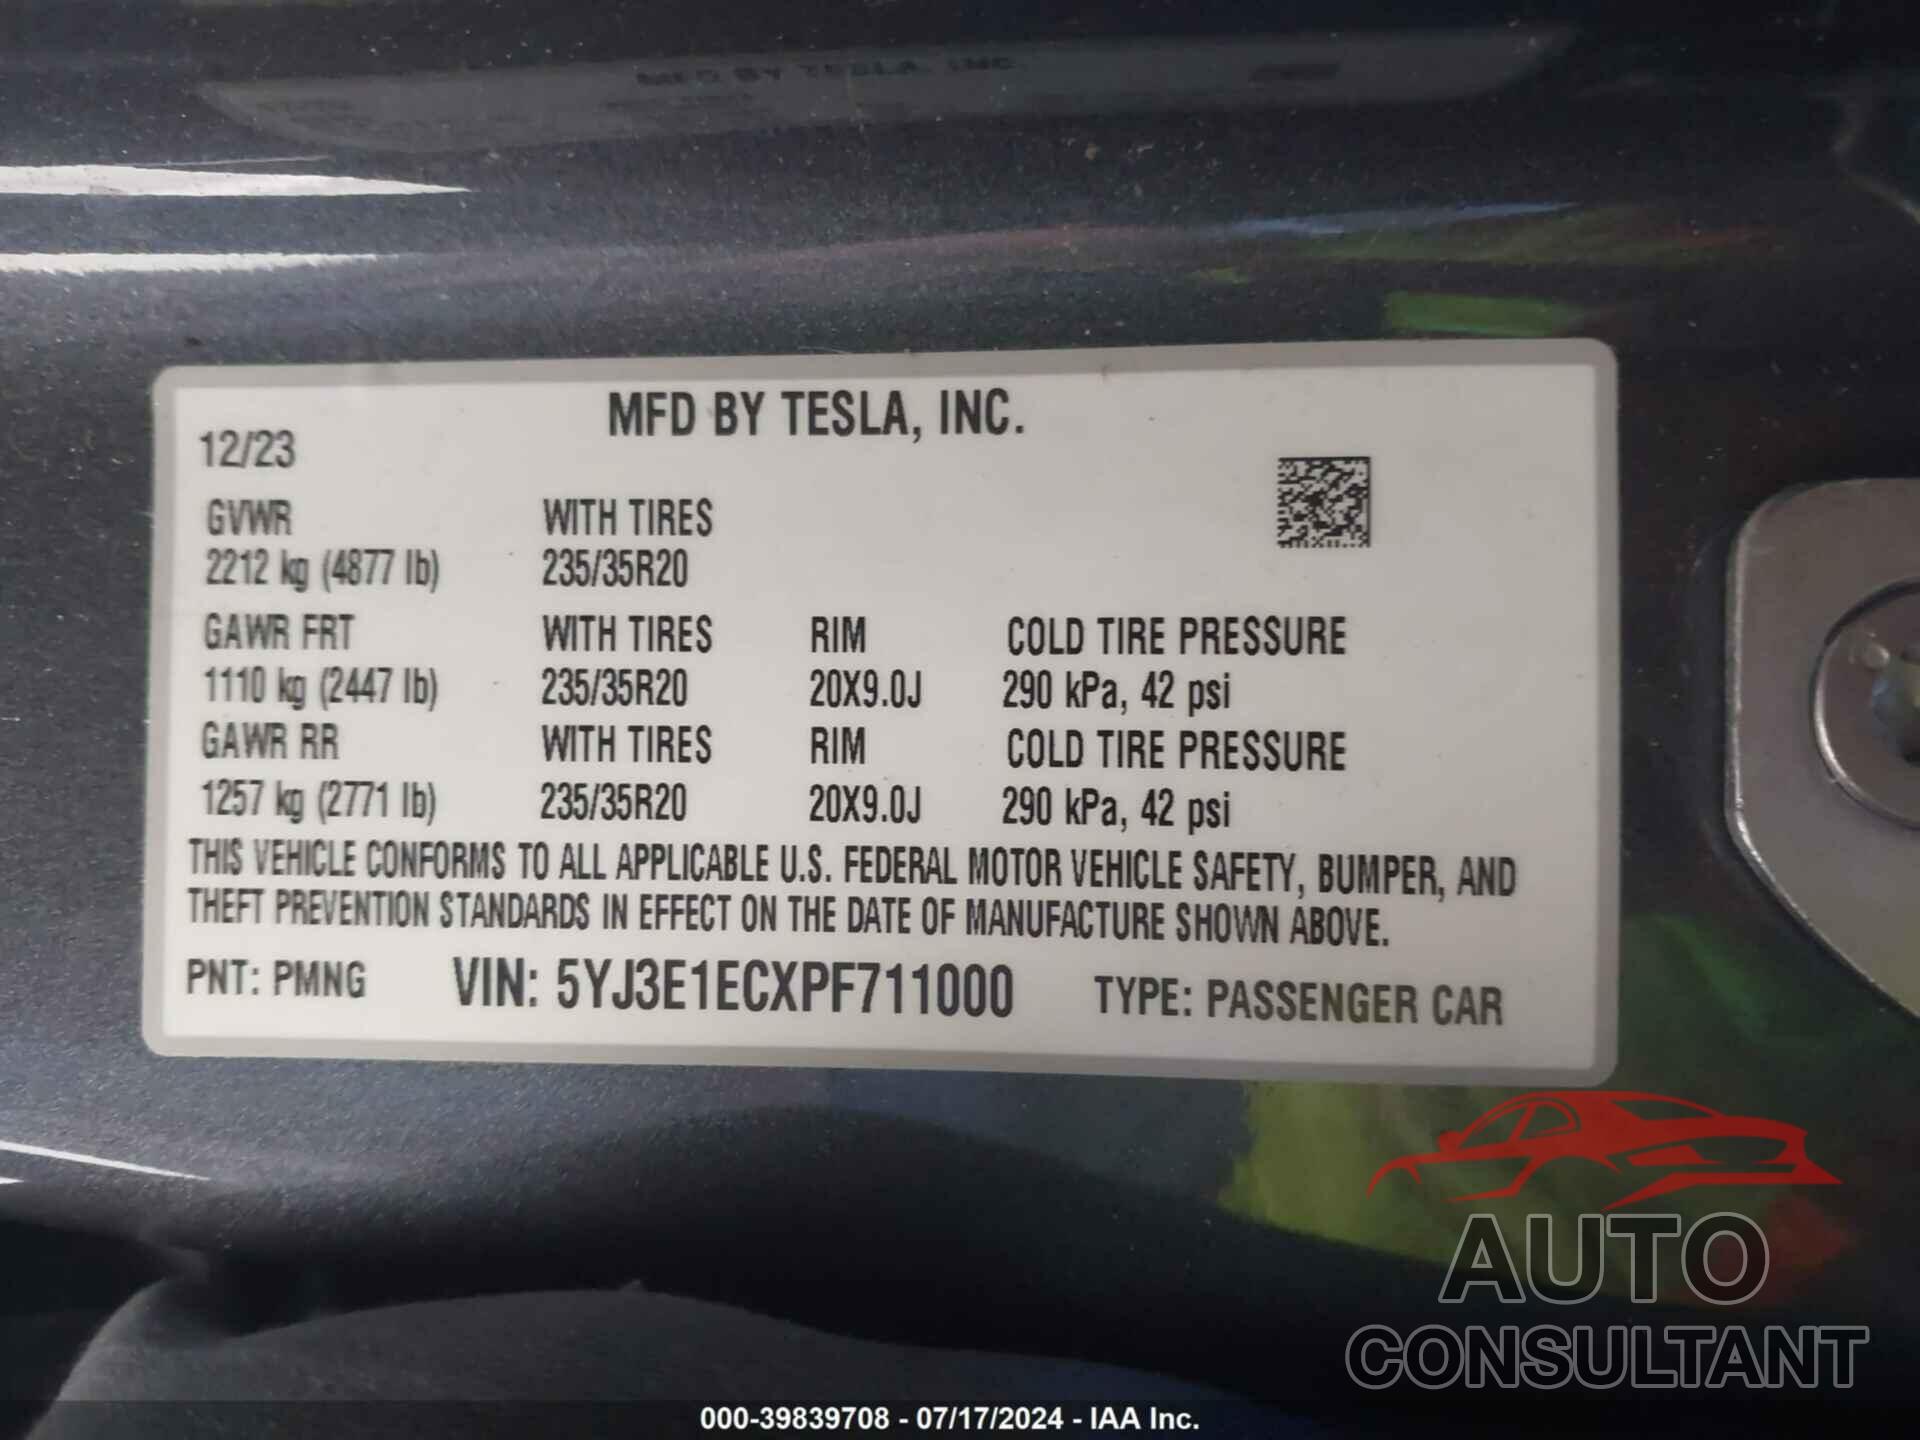 MFD BY TESLA, INC.
MFD BY TESLA, INC.
12/23
GVWR WITH TIRES
2212 kg (4877 lb) 235/35R20
GAWR FRT WITH TIRES RIM COLD TIRE PRESSURE
1110 kg (2447 lb) 235/35R20 20X9.0J 290 kPa, 42 psi
GAWR RR WITH TIRES RIM COLD TIRE PRESSURE
1257 kg (2771 lb) 235/35R20 20X9.0J 290 kPa, 42 psi
THIS VEHICLE CONFORMS TO ALL APPLICABLE U.S. FEDERAL MOTOR VEHICLE SAFETY, BUMPER, AND
THEFT PREVENTION STANDARDS IN EFFECT ON THE DATE OF MANUFACTURE SHOWN ABOVE.
PNT: PMNG VIN: 5YJ3E1ECXPF711000 TYPE: PASSENGER CAR
AUTO
CONSULTANT
000-39839708 - 07/17/2024 - IAA Inc.